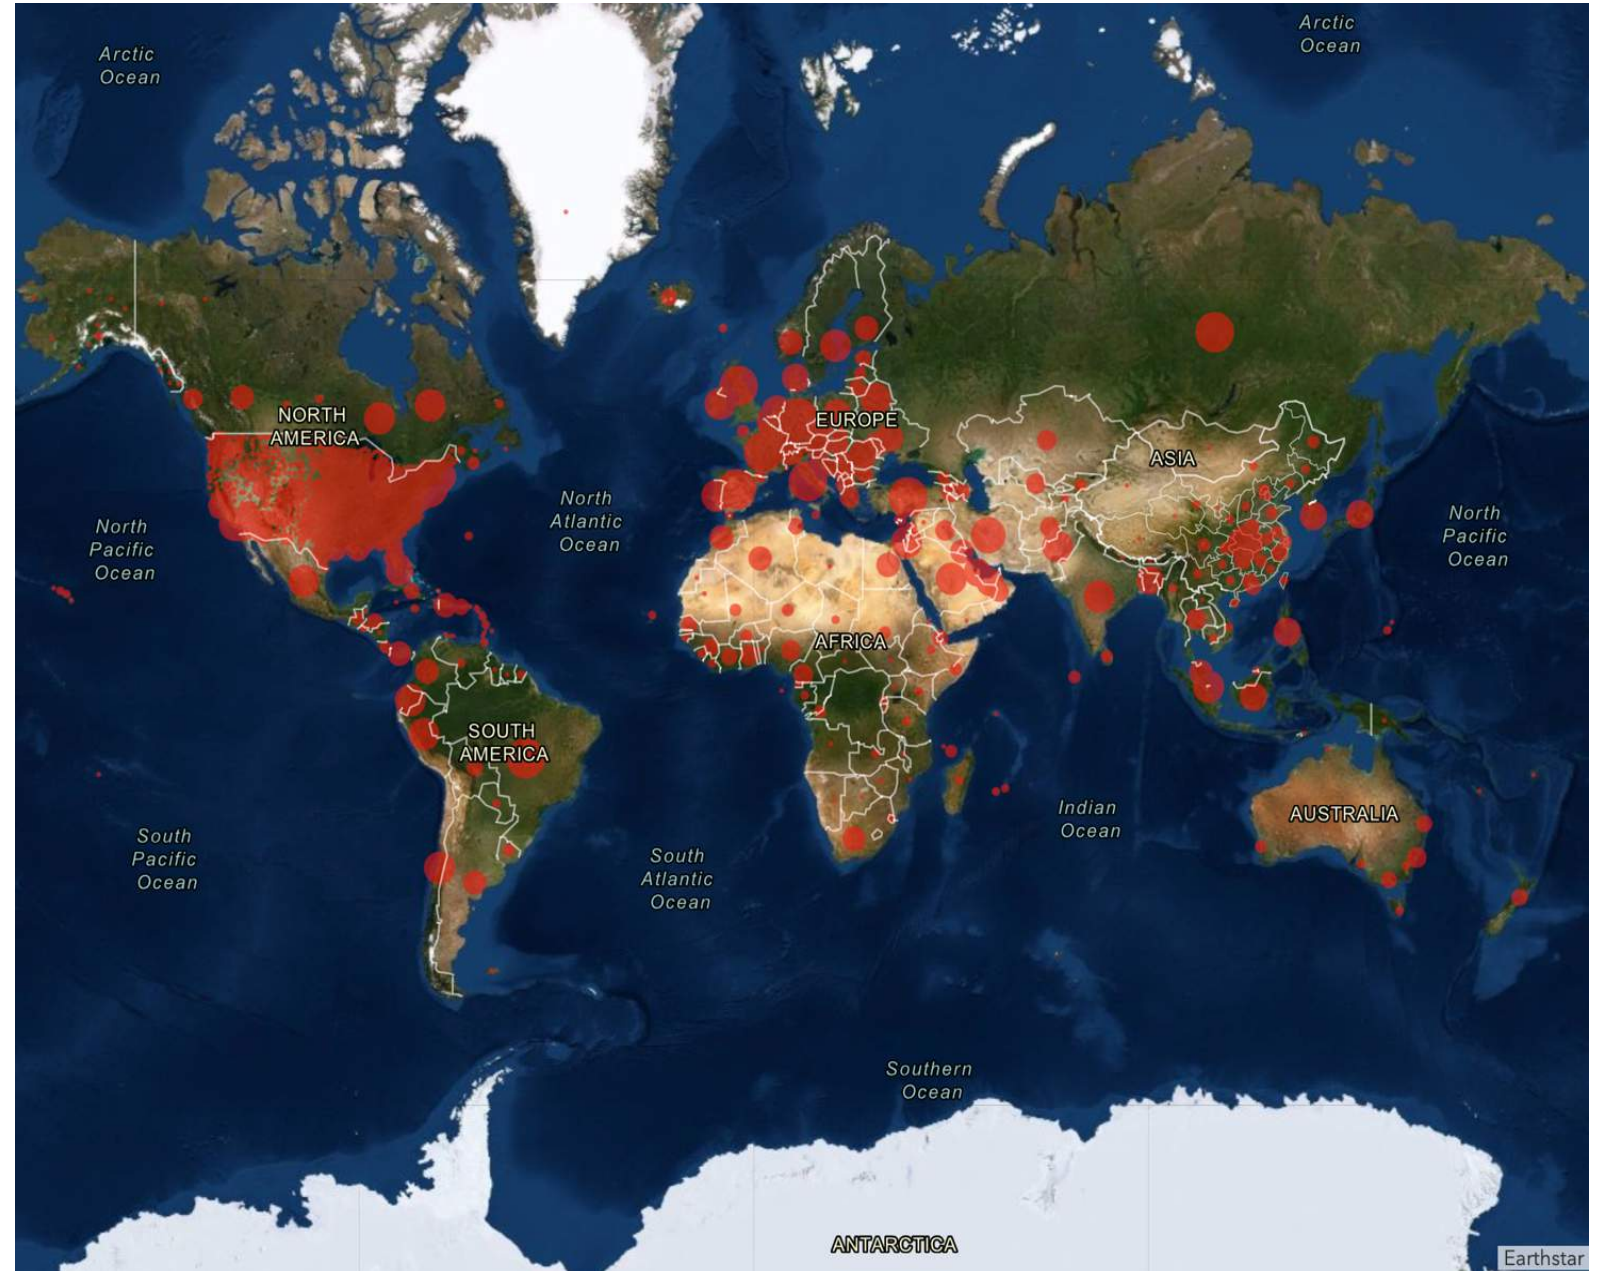 Arctic
Ocean
Arctic
Ocean
NORTH
AMERICA
EUROPE
ASIA
North
Atlantic
Ocean
North
Pacific
Ocean
North
Pacific
Ocean
AFRICA
SOUTH
AMERICA
Indian
Ocean
AUSTRALIA
South
Pacific
Ocean
South
Atlantic
Ocean
Southern
Ocean
ANTARCTICA
Earthstar